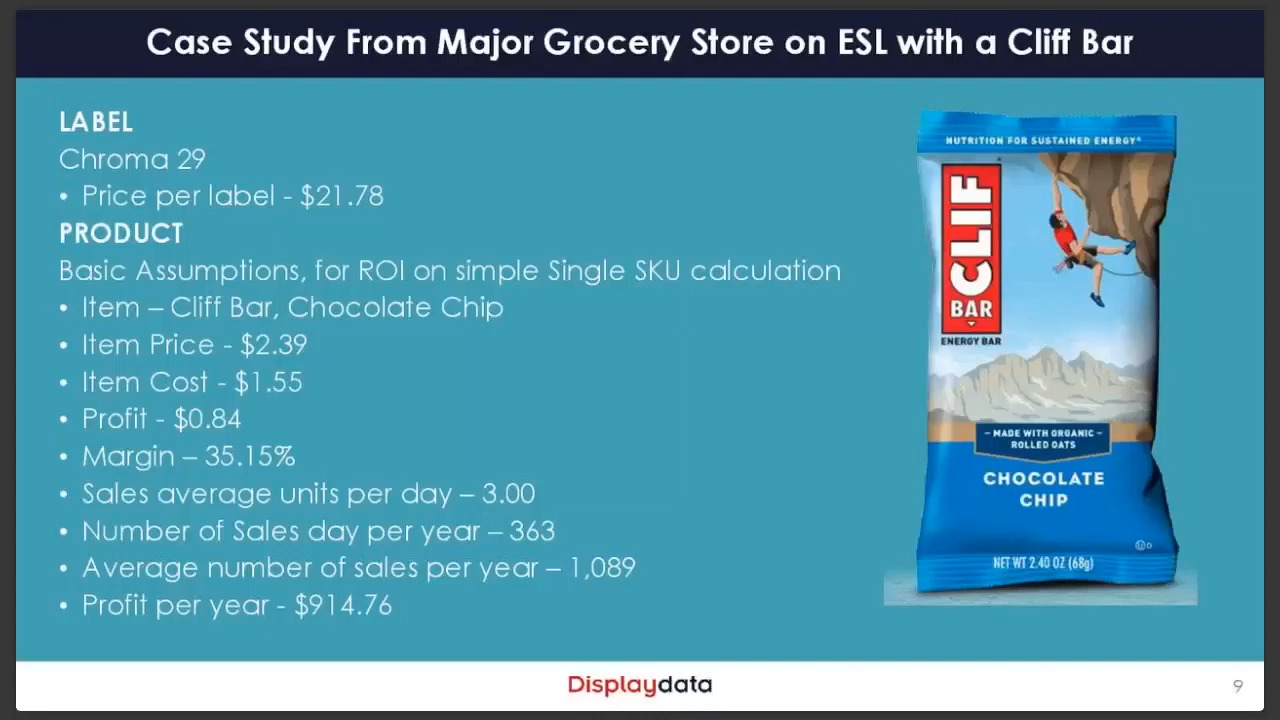 Case Study From Major Grocery Store on ESL with a Cliff Bar
LABEL
Chroma 29
• Price per label - $21.78
PRODUCT
Basic Assumptions, for ROI on simple Single SKU calculation
• Item – Cliff Bar, Chocolate Chip
• Item Price - $2.39
• Item Cost - $1.55
• Profit - $0.84
• Margin – 35.15%
• Sales average units per day – 3.00
• Number of Sales day per year – 363
• Average number of sales per year – 1,089
• Profit per year - $914.76
NUTRITION FOR SUSTAINED ENERGY®
CLIF
BAR
ENERGY BAR
– MADE WITH ORGANIC –
ROLLED OATS
CHOCOLATE
CHIP
NET WT 2.40 OZ (68g)
Displaydata
9